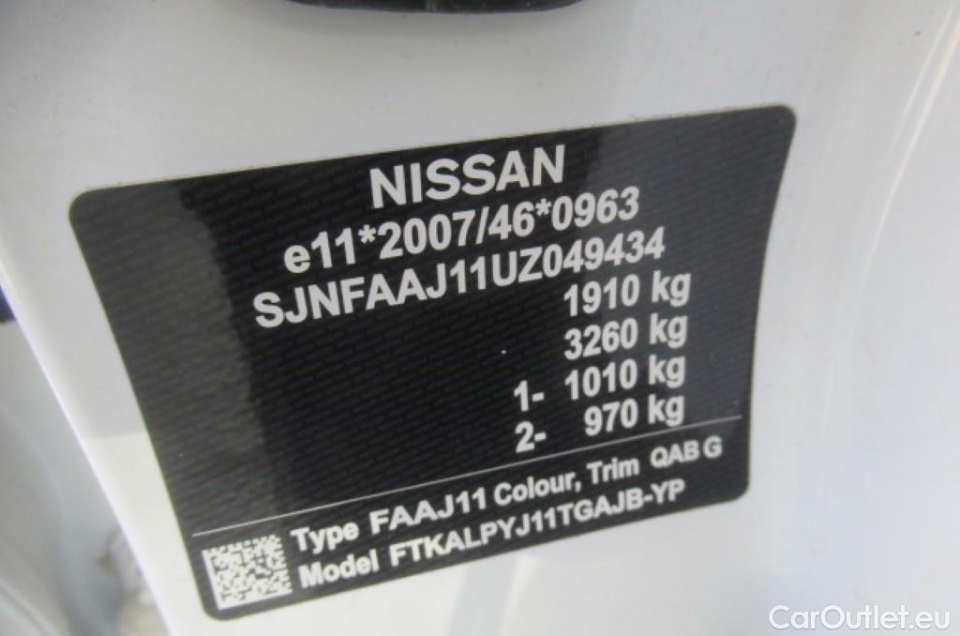 NISSAN
e11*2007/46*0963
SJNFAAJ11UZ049434
1910 kg
3260 kg
1- 1010 kg
2- 970 kg
Type FAAJ11 Colour, Trim QAB G
Model FTKALPYJ11TGAJB-YP
CarOutlet.eu